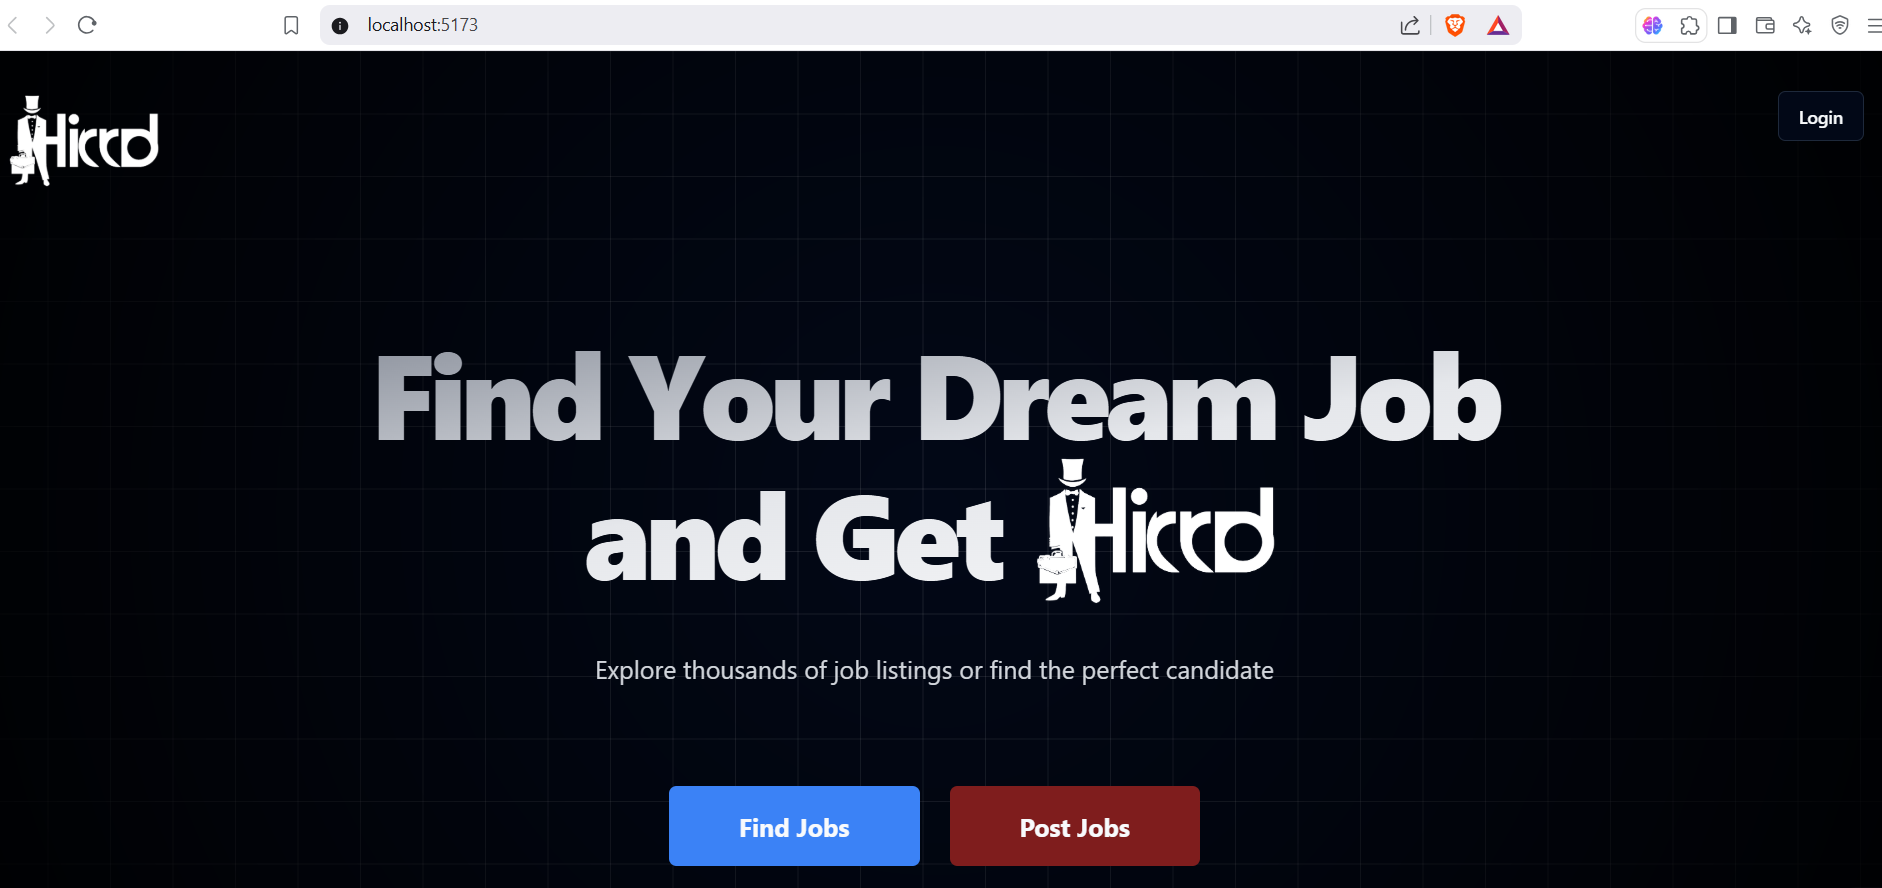 localhost:5173
Hirrd
Login
Find Your Dream Job
and Get Hirrd
Explore thousands of job listings or find the perfect candidate
Find Jobs
Post Jobs